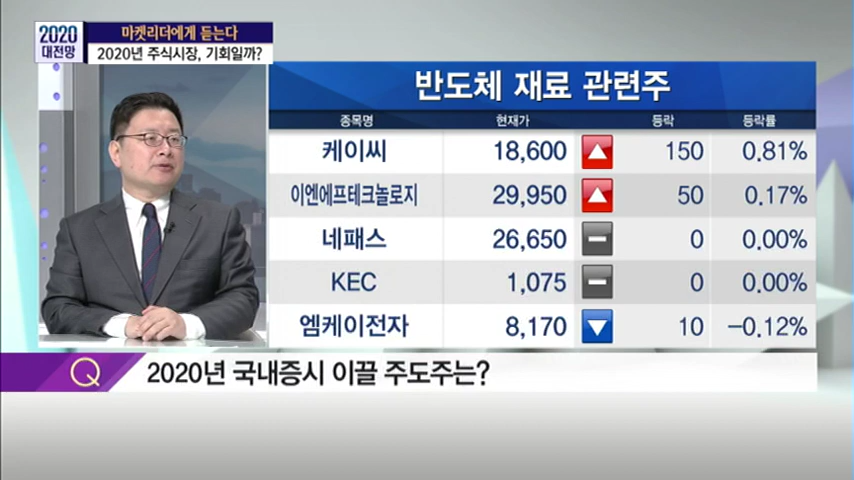 2020
대전망
마켓리더에게 듣는다
2020년 주식시장, 기회일까?
반도체 재료 관련주
종목명 현재가 등락 등락률
케이씨 18,600 150 0.81%
이엔에프테크놀로지 29,950 50 0.17%
네패스 26,650 0 0.00%
KEC 1,075 0 0.00%
엠케이전자 8,170 10 -0.12%
Q 2020년 국내증시 이끌 주도주는?